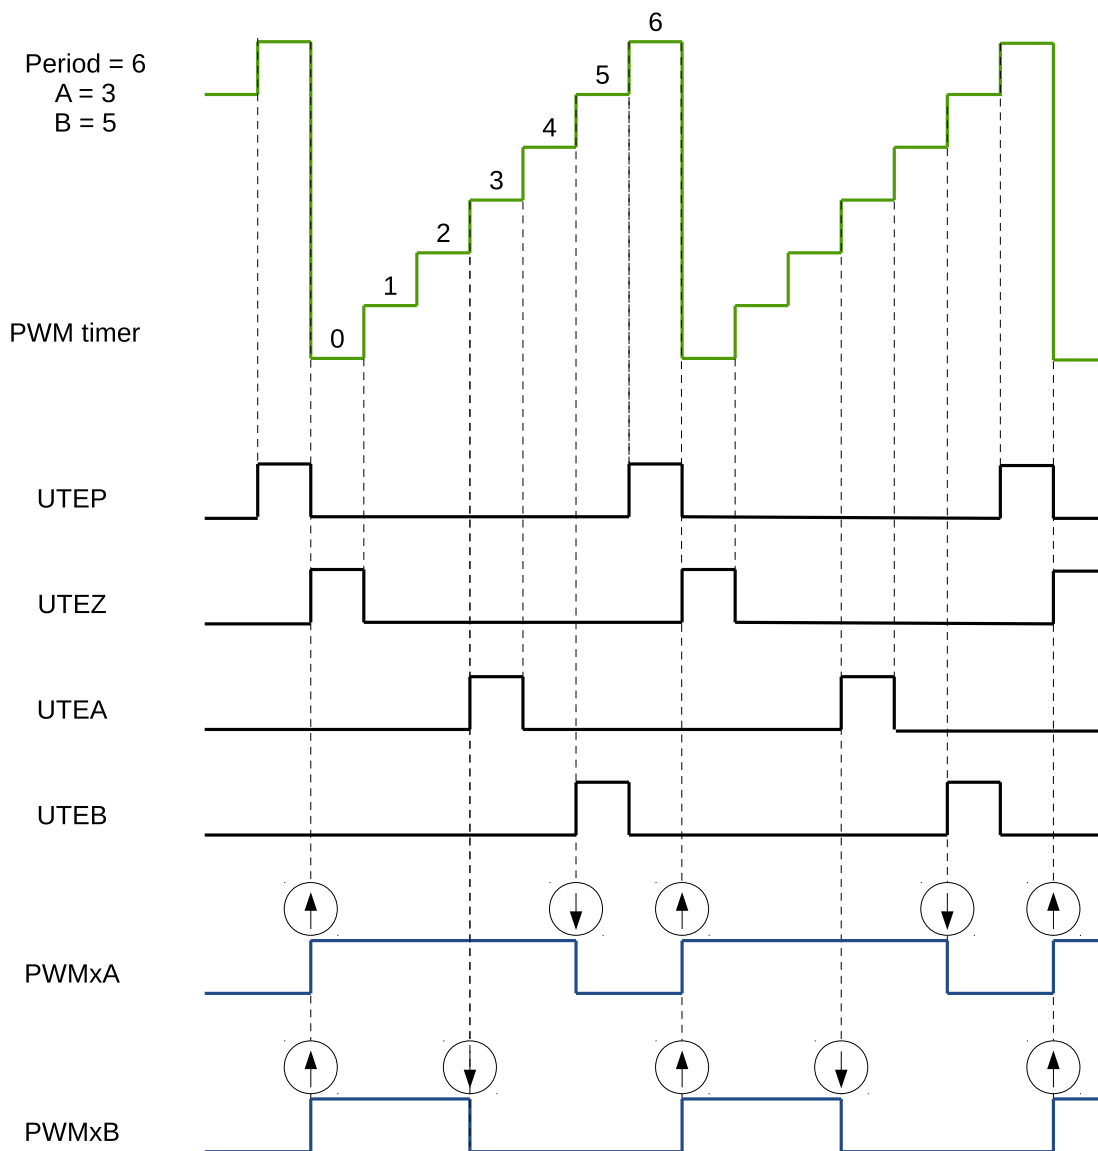 6
Period = 6
A = 3
B = 5
5
4
3
2
1
0
PWM timer
UTEP
UTEZ
UTEA
UTEB
PWMxA
PWMxB